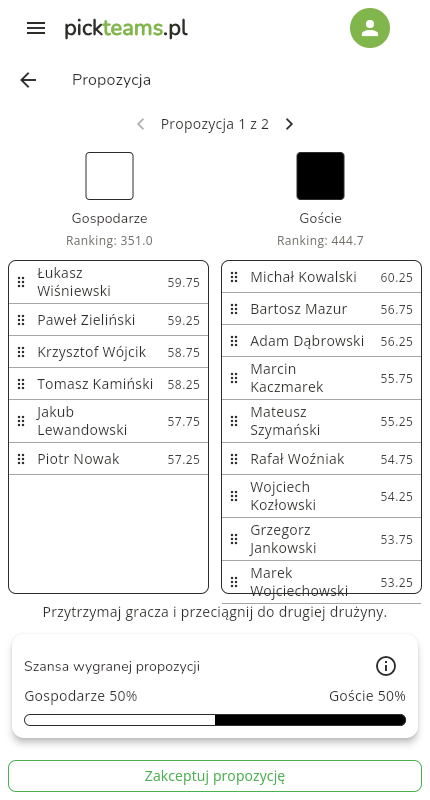 pickteams.pl
Propozycja
Propozycja 1 z 2
Gospodarze
Ranking: 351.0
Łukasz
Wiśniewski
59.75
Paweł Zieliński 59.25
Krzysztof Wójcik 58.75
Tomasz Kamiński 58.25
Jakub
Lewandowski
57.75
Piotr Nowak 57.25
Goście
Ranking: 444.7
Michał Kowalski 60.25
Bartosz Mazur 56.75
Adam Dąbrowski 56.25
Marcin
Kaczmarek
55.75
Mateusz
Szymański
55.25
Rafał Woźniak 54.75
Wojciech
Kozłowski
54.25
Grzegorz
Jankowski
53.75
Marek
Wojciechowski
53.25
Przytrzymaj gracza i przeciągnij do drugiej drużyny.
Szansa wygranej propozycji
Gospodarze 50% Goście 50%
Zakceptuj propozycję